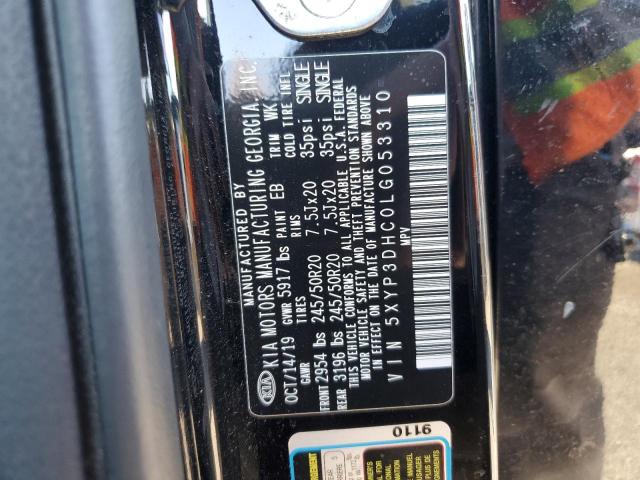 KIA
MANUFACTURED BY
KIA MOTORS MANUFACTURING GEORGIA, INC.
OCT/14/19 GVWR 5917 lbs PAINT EB TRIM WK
GAWR TIRES RIMS COLD TIRE INFL
FRONT 2954 lbs 245/50R20 7.5Jx20 35psi SINGLE
REAR 3196 lbs 245/50R20 7.5Jx20 35psi SINGLE
THIS VEHICLE CONFORMS TO ALL APPLICABLE U.S.A. FEDERAL
MOTOR VEHICLE SAFETY AND THEFT PREVENTION STANDARDS
IN EFFECT ON THE DATE OF MANUFACTURE SHOWN ABOVE
VIN 5XYP3DHC0LG053310
MPV
9110